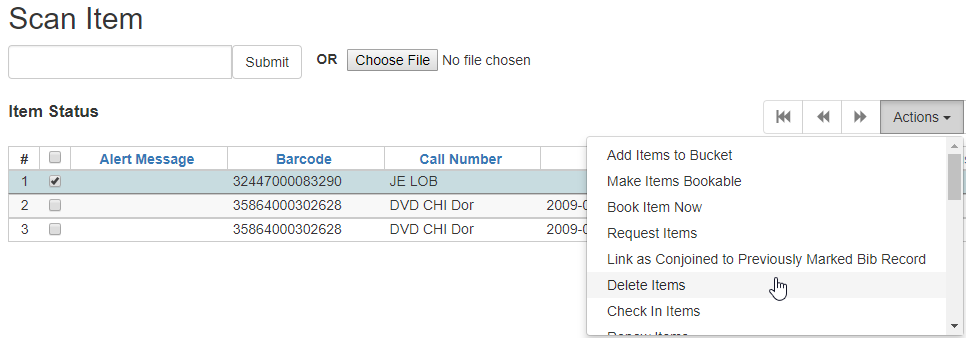 Scan Item
Submit OR Choose File No file chosen
Item Status
Actions
# Alert Message Barcode Call Number
1 32447000083290 JE LOB
2 35864000302628 DVD CHI Dor 2009-0
3 35864000302628 DVD CHI Dor 2009-0
Add Items to Bucket
Make Items Bookable
Book Item Now
Request Items
Link as Conjoined to Previously Marked Bib Record
Delete Items
Check In Items
Renew Items